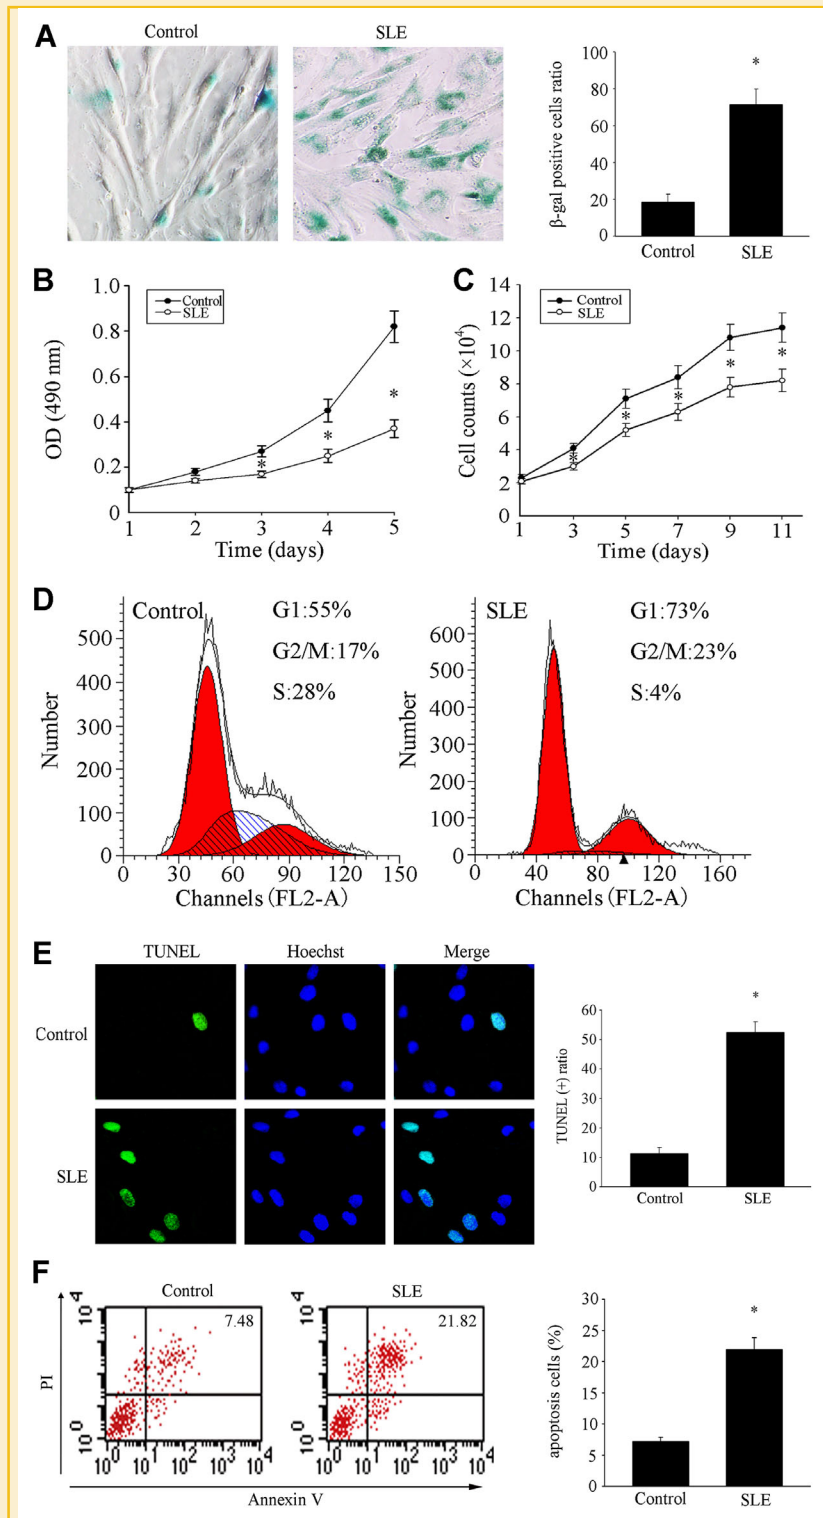 A
Control
SLE
β-gal positive cells ratio
100
80
60
40
20
0
Control
SLE
*
B
OD (490 nm)
1.0
0.8
0.6
0.4
0.2
0
Control
SLE
*
*
*
1
2
3
4
5
Time (days)
C
Cell counts (×10⁴)
14
12
10
8
6
4
2
0
Control
SLE
*
*
*
*
*
1
3
5
7
9
11
Time (days)
D
Control
G1:55%
G2/M:17%
S:28%
Number
500
400
300
200
100
0
0
30
60
90
120
150
Channels (FL2-A)
SLE
G1:73%
G2/M:23%
S:4%
Number
600
500
400
300
200
100
0
0
40
80
120
160
Channels (FL2-A)
E
TUNEL
Hoechst
Merge
Control
SLE
TUNEL (+) ratio
60
50
40
30
20
10
0
*
Control
SLE
F
Control
SLE
PI
10⁴
10⁰
7.48
10⁰
10¹
10²
10³
10⁴
10⁴
10⁰
21.82
10⁰
10¹
10²
10³
10⁴
Annexin V
apoptosis cells (%)
30
25
20
15
10
5
0
*
Control
SLE